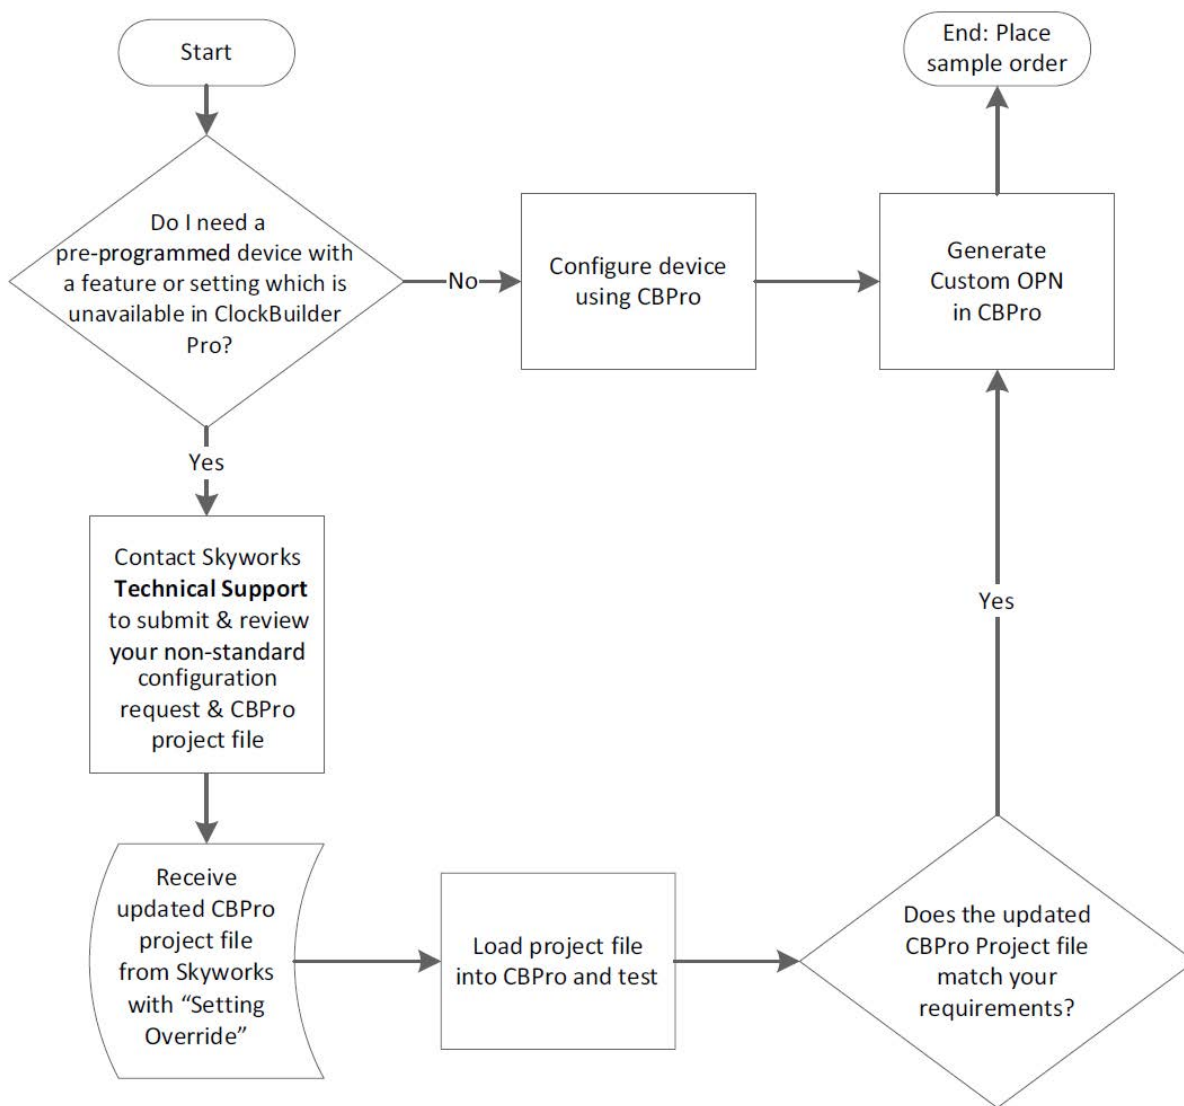 Start
End: Place
sample order
Do I need a
pre-programmed device with
a feature or setting which is
unavailable in ClockBuilder
Pro?
No
Configure device
using CBPro
Generate
Custom OPN
in CBPro
Yes
Contact Skyworks
Technical Support
to submit & review
your non-standard
configuration
request & CBPro
project file
Yes
Receive
updated CBPro
project file
from Skyworks
with “Setting
Override”
Load project file
into CBPro and test
Does the updated
CBPro Project file
match your
requirements?